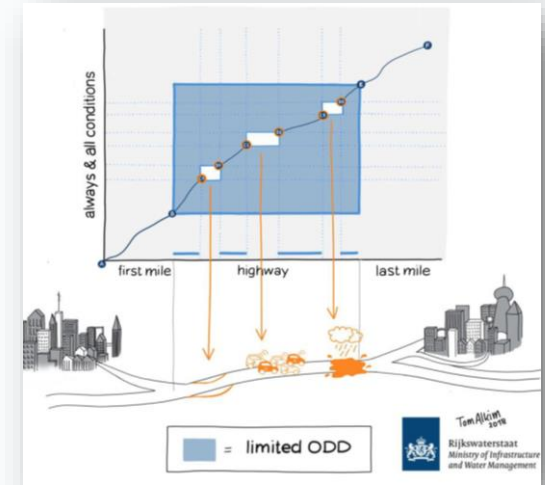 always & all conditions
first mile
highway
last mile
= limited ODD
Tom Alkim
2018
Rijkswaterstaat
Ministry of Infrastructure
and Water Management